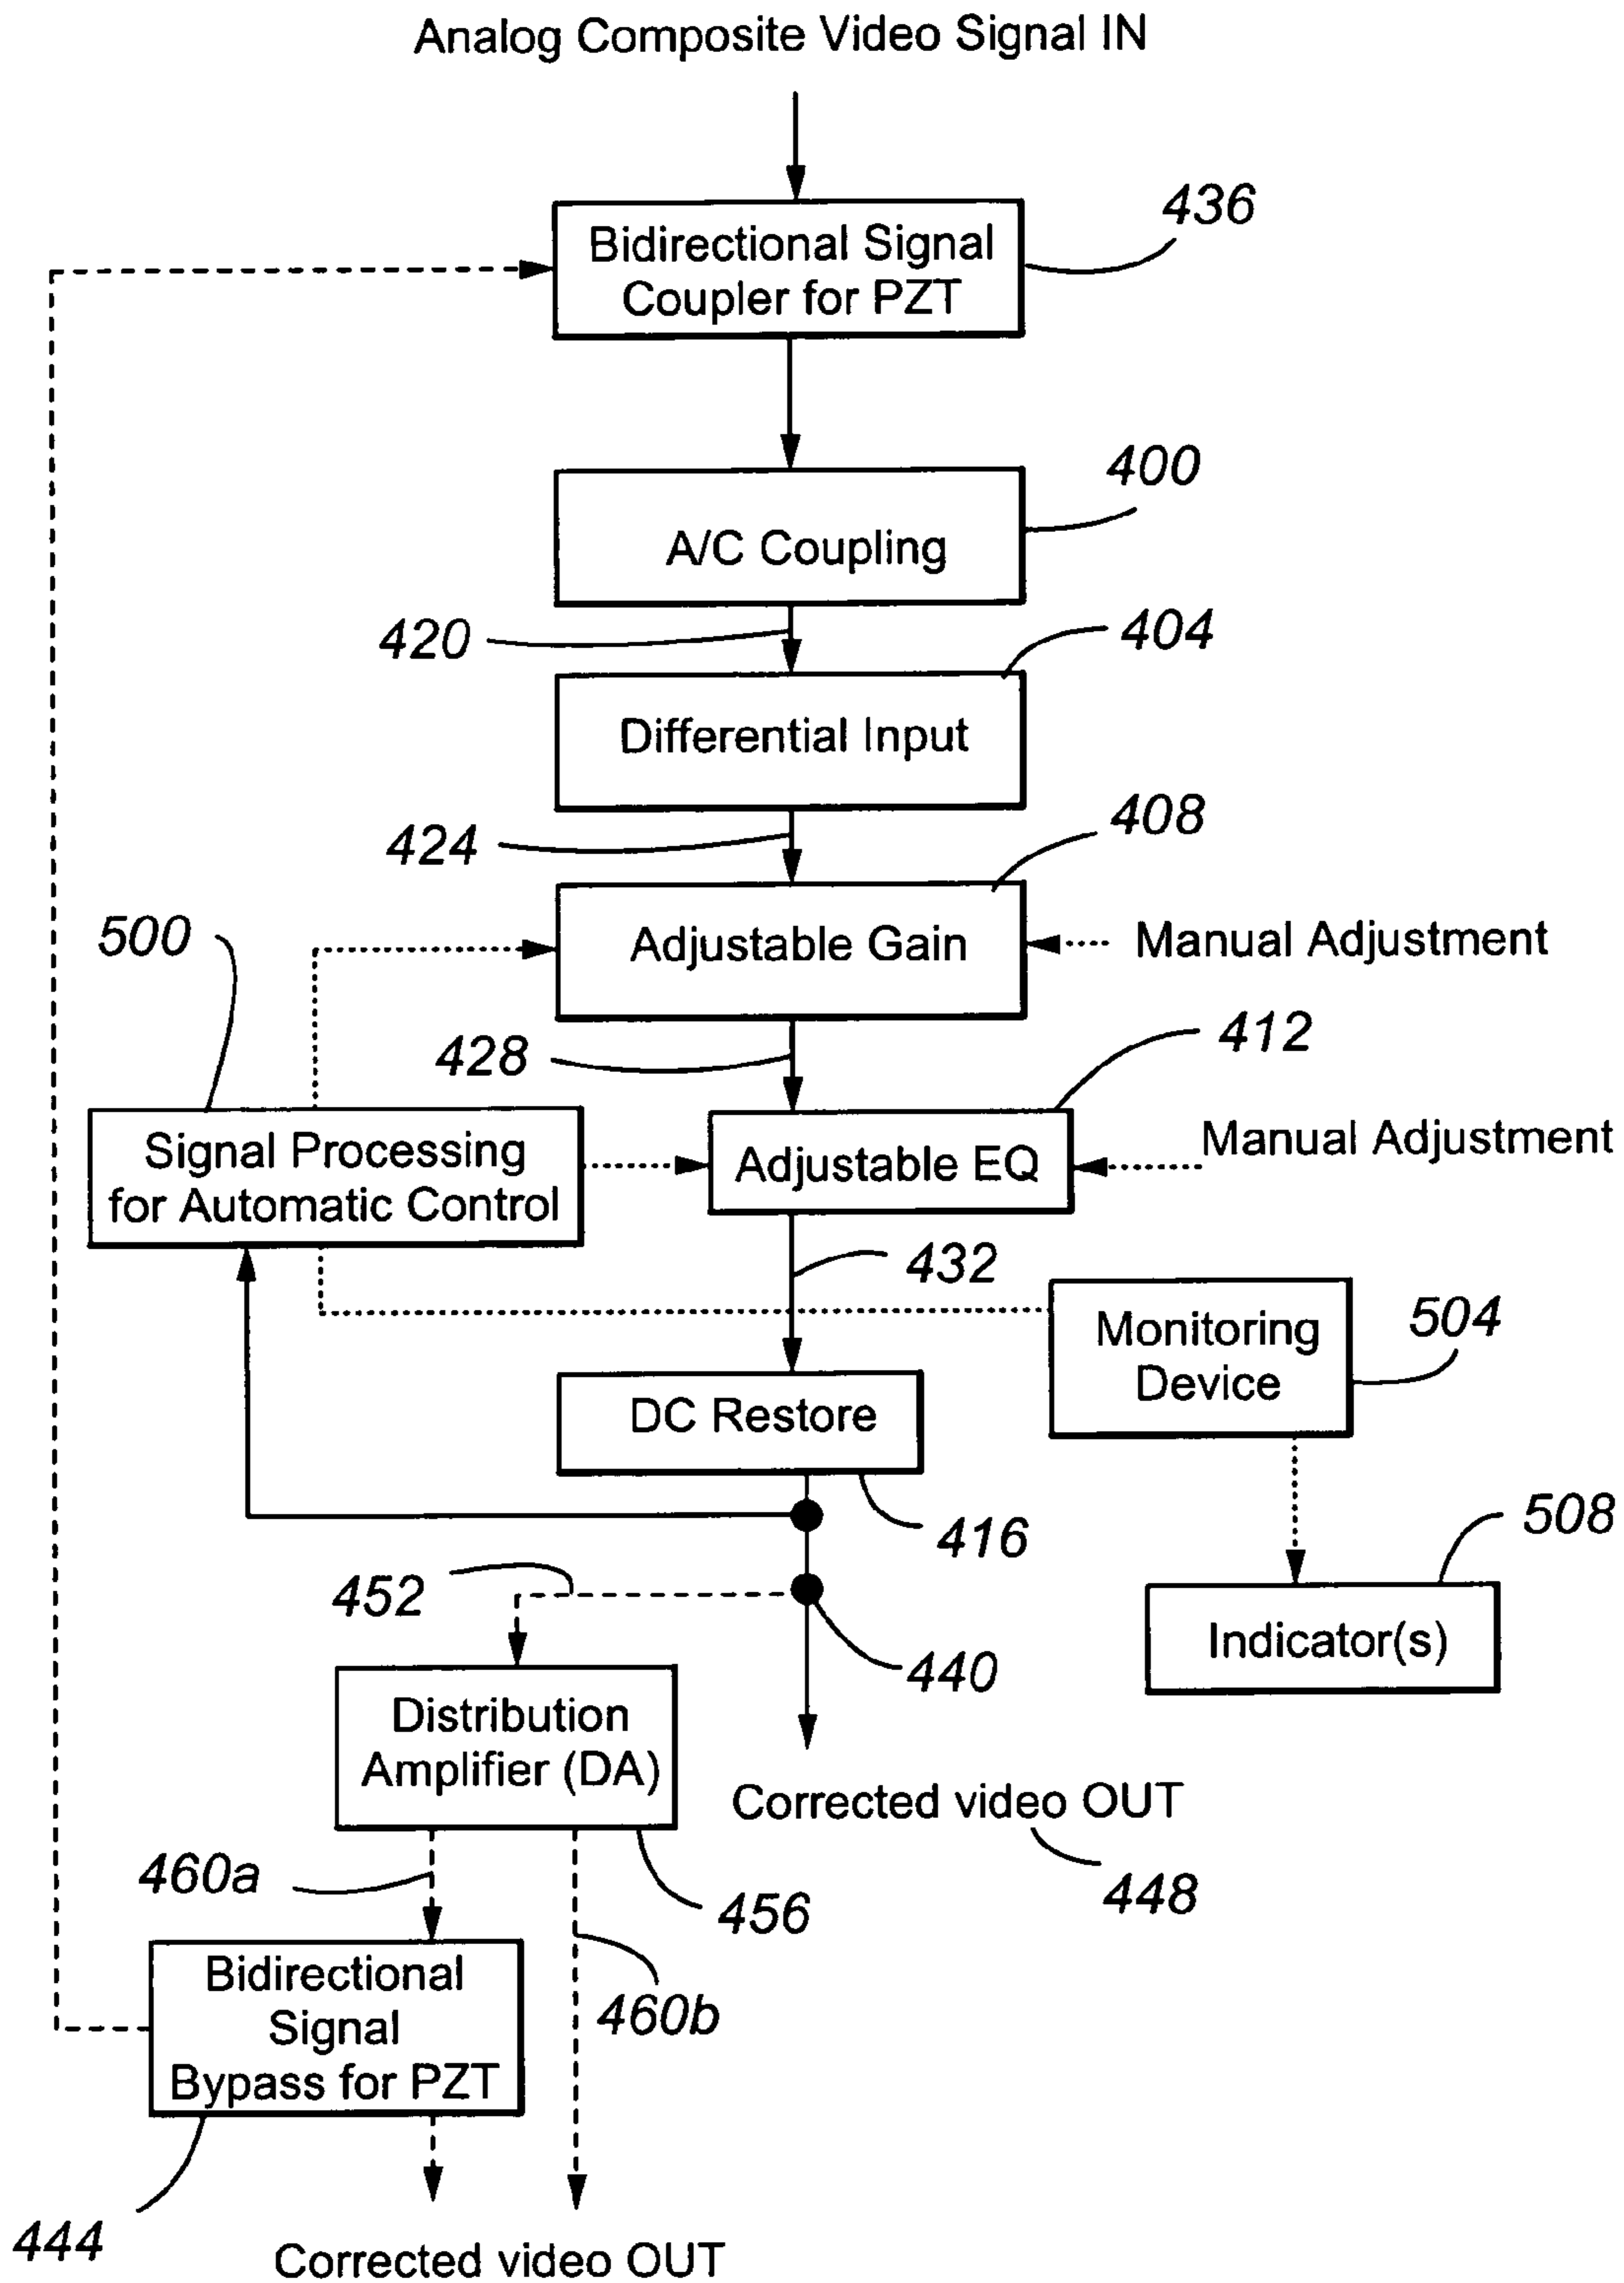 Analog Composite Video Signal IN
436
Bidirectional Signal
Coupler for PZT
400
A/C Coupling
420
404
Differential Input
424
408
500
Adjustable Gain
Manual Adjustment
428
412
Signal Processing
for Automatic Control
Adjustable EQ
Manual Adjustment
432
Monitoring
Device
504
DC Restore
416
508
452
Indicator(s)
440
Distribution
Amplifier (DA)
Corrected video OUT
448
460a
456
Bidirectional
Signal
Bypass for PZT
460b
444
Corrected video OUT